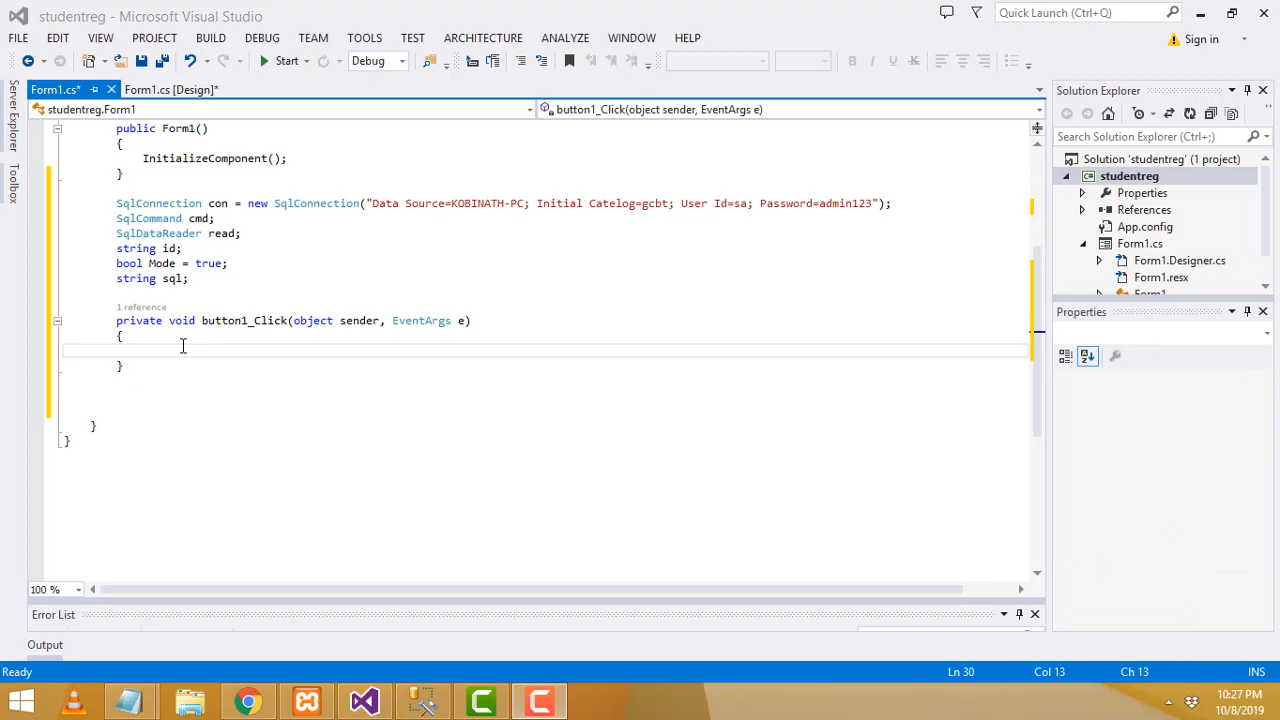 studentreg - Microsoft Visual Studio
Quick Launch (Ctrl+Q)
FILE EDIT VIEW PROJECT BUILD DEBUG TEAM TOOLS TEST ARCHITECTURE ANALYZE WINDOW HELP
Sign in
Start Debug
Form1.cs* Form1.cs [Design]*
studentreg.Form1 button1_Click(object sender, EventArgs e)
Server Explorer
Toolbox
public Form1()
{
InitializeComponent();
}
SqlConnection con = new SqlConnection("Data Source=KOBINATH-PC; Initial Catelog=gcbt; User Id=sa; Password=admin123");
SqlCommand cmd;
SqlDataReader read;
string id;
bool Mode = true;
string sql;
1 reference
private void button1_Click(object sender, EventArgs e)
{
}
}
}
100 %
Error List
Output
Solution Explorer
Search Solution Explorer (Ctrl+;)
Solution 'studentreg' (1 project)
C# studentreg
Properties
References
App.config
Form1.cs
Form1.Designer.cs
Form1.resx
Form1
Properties
Ready Ln 30 Col 13 Ch 13 INS
10:27 PM
10/8/2019